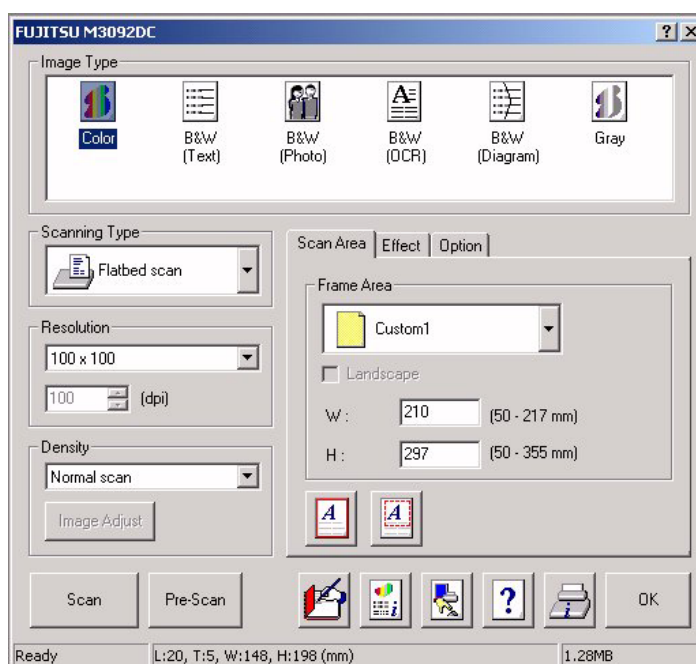 FUJITSU M3092DC
Image Type
Color
B&W
(Text)
B&W
(Photo)
B&W
(OCR)
B&W
(Diagram)
Gray
Scanning Type
Flatbed scan
Resolution
100 x 100
100 (dpi)
Density
Normal scan
Image Adjust
Scan Area Effect Option
Frame Area
Custom1
Landscape
W : 210 (50 - 217 mm)
H : 297 (50 - 355 mm)
Scan Pre-Scan OK
Ready L:20, T:5, W:148, H:198 (mm) 1.28MB